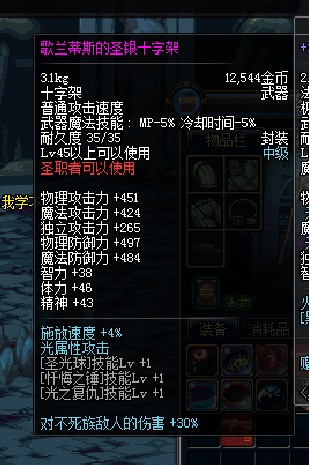 歌兰蒂斯的圣银十字架
3.1kg 12,544金币
十字架 武器
普通攻击速度
武器魔法技能 : MP-5% 冷却时间-5%
耐久度 35/35 封装
Lv45以上可以使用 中级
圣职者可以使用
物理攻击力 +451
魔法攻击力 +424
独立攻击力 +265
物理防御力 +497
魔法防御力 +484
智力 +38
体力 +46
精神 +43
施放速度 +4%
光属性攻击
[圣光球]技能Lv +1
[忏悔之锤]技能Lv +1
[光之复仇]技能Lv +1
对不死族敌人的伤害 +30%
我学
物品栏
活动
装备 消耗品